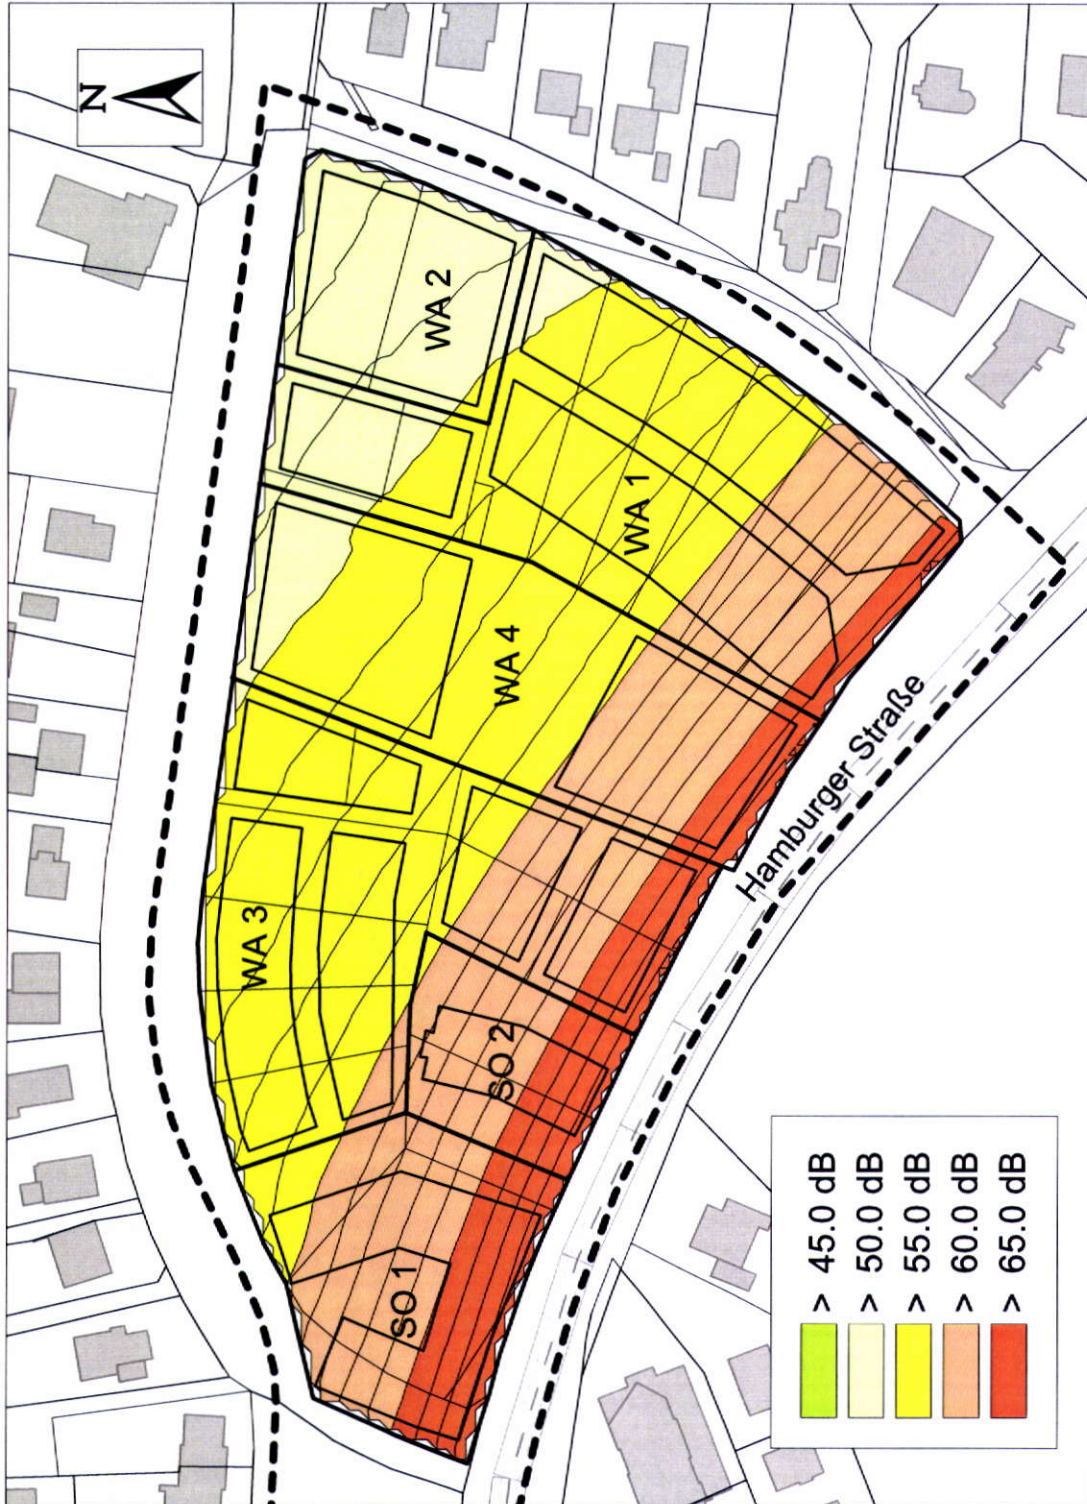 N
WA 2
WA 1
WA 4
WA 3
SO 2
SO 1
Hamburger Straße
> 45.0 dB
> 50.0 dB
> 55.0 dB
> 60.0 dB
> 65.0 dB